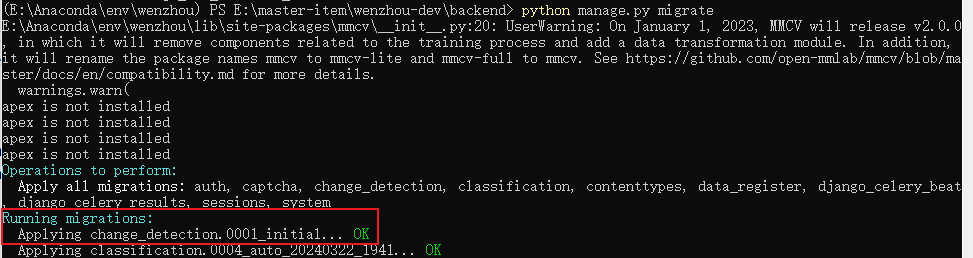 (E:\Anaconda\env\wenzhou) PS E:\master-item\wenzhou-dev\backend> python manage.py migrate
E:\Anaconda\env\wenzhou\lib\site-packages\mmcv\__init__.py:20: UserWarning: On January 1, 2023, MMCV will release v2.0.0
, in which it will remove components related to the training process and add a data transformation module. In addition,
it will rename the package names mmcv to mmcv-lite and mmcv-full to mmcv. See https://github.com/open-mmlab/mmcv/blob/ma
ster/docs/en/compatibility.md for more details.
  warnings.warn(
apex is not installed
apex is not installed
apex is not installed
apex is not installed
Operations to perform:
  Apply all migrations: auth, captcha, change_detection, classification, contenttypes, data_register, django_celery_beat
, django_celery_results, sessions, system
Running migrations:
  Applying change_detection.0001_initial... OK
  Applying classification.0004_auto_20240322_1941... OK